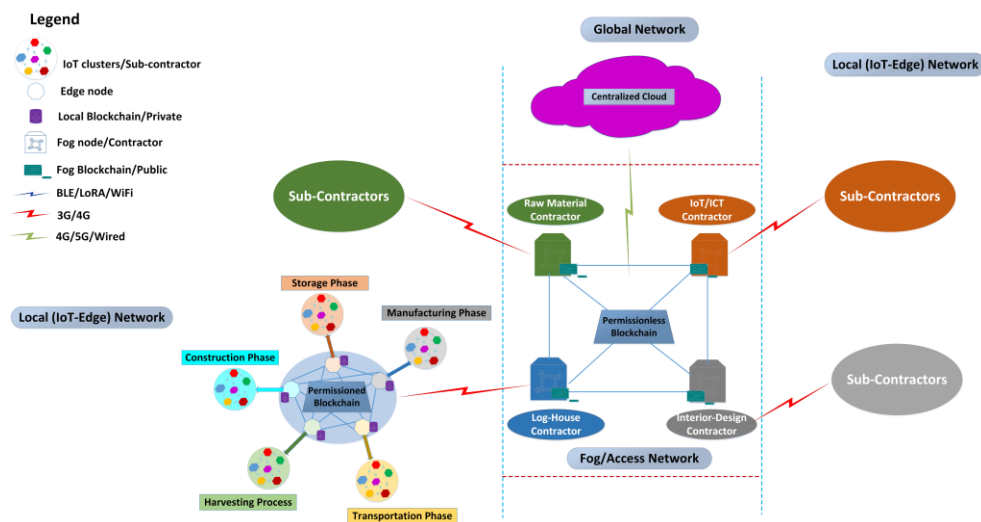 Legend
IoT clusters/Sub-contractor
Edge node
Local Blockchain/Private
Fog node/Contractor
Fog Blockchain/Public
BLE/LoRA/WiFi
3G/4G
4G/5G/Wired
Global Network
Centralized Cloud
Local (IoT-Edge) Network
Sub-Contractors
Raw Material
Contractor
IoT/ICT
Contractor
Sub-Contractors
Storage Phase
Local (IoT-Edge) Network
Manufacturing Phase
Permissionless
Blockchain
Construction Phase
Permissioned
Blockchain
Sub-Contractors
Log-House
Contractor
Interior-Design
Contractor
Fog/Access Network
Harvesting Process
Transportation Phase